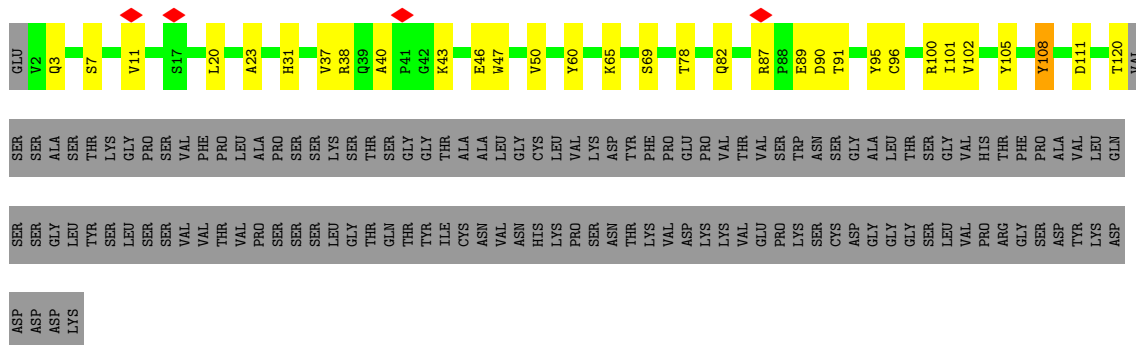 GLU V2 Q3 S7 V11 S17 L20 A23 H31 V37 R38 Q39 A40 P41 G42 K43 E46 W47 V50 Y60 K65 S69 T78 Q82 R87 P88 E89 D90 T91 Y95 C96 R100 I101 V102 Y105 Y108 D111 T120 VAL
SER SER ALA SER THR LYS GLY PRO SER VAL PHE PRO LEU ALA PRO SER SER LYS SER THR SER GLY GLY THR ALA ALA LEU GLY CYS LEU VAL LYS ASP TYR PHE PRO GLU PRO VAL THR VAL SER TRP ASN SER GLY ALA LEU THR SER GLY VAL HIS THR PHE PRO ALA VAL LEU GLN
SER SER GLY LEU TYR SER LEU SER SER VAL VAL THR VAL PRO SER SER SER LEU GLY THR GLN THR TYR ILE CYS ASN VAL ASN HIS LYS PRO SER ASN THR LYS VAL ASP LYS LYS VAL GLU PRO LYS SER CYS ASP GLY GLY GLY SER LEU VAL PRO ARG GLY SER ASP TYR LYS ASP
ASP ASP ASP LYS